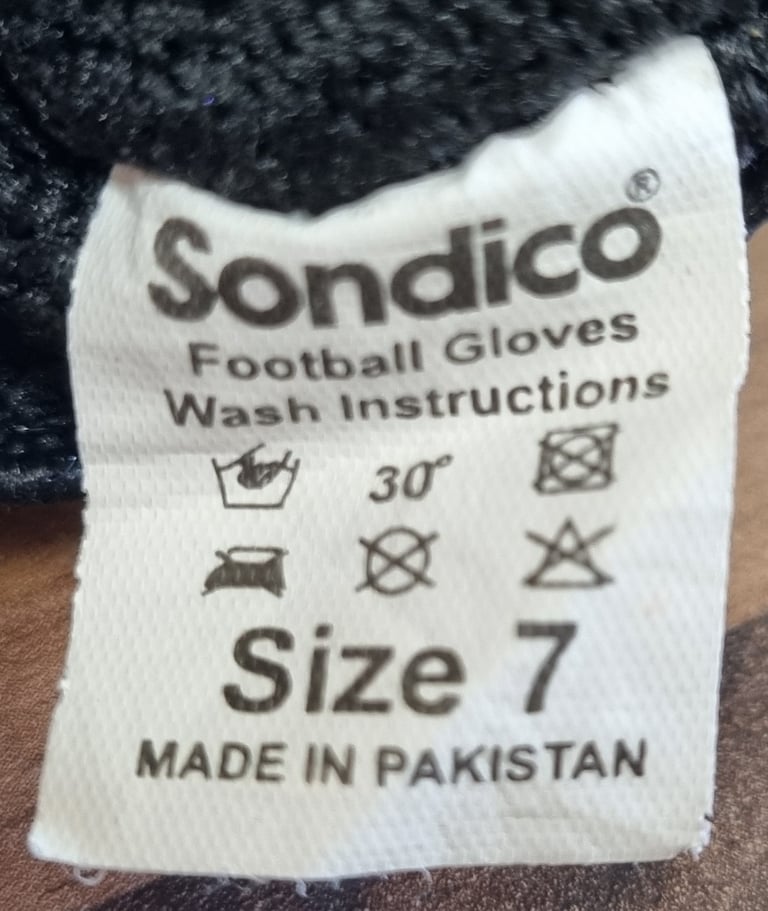 Sondico®
Football Gloves
Wash Instructions
30°
Size 7
MADE IN PAKISTAN